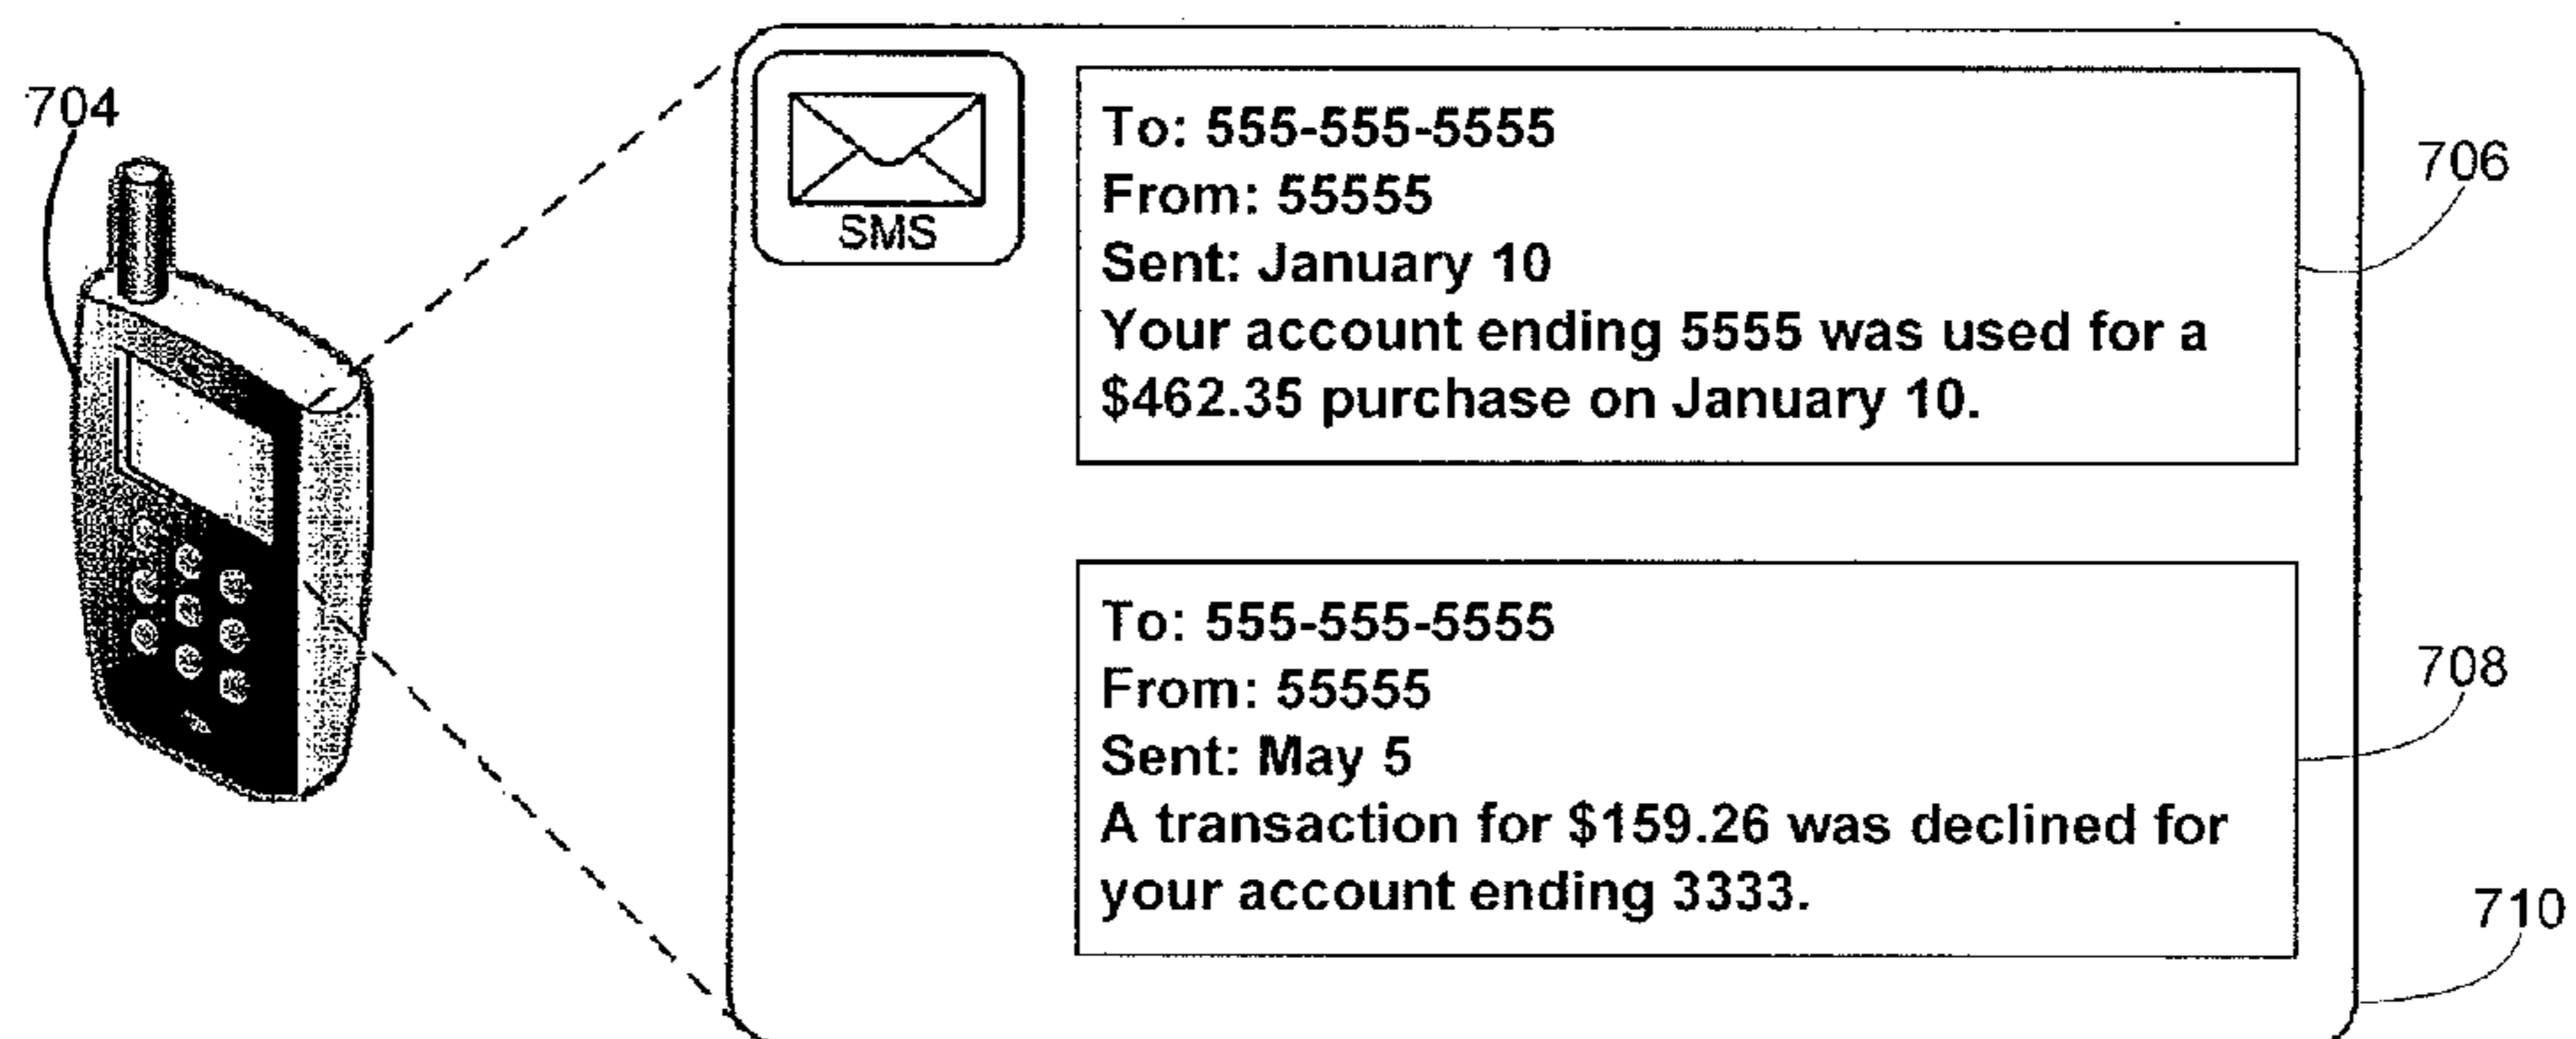 704
SMS
To: 555-555-5555
From: 55555
Sent: January 10
Your account ending 5555 was used for a
$462.35 purchase on January 10.
706
To: 555-555-5555
From: 55555
Sent: May 5
A transaction for $159.26 was declined for
your account ending 3333.
708
710